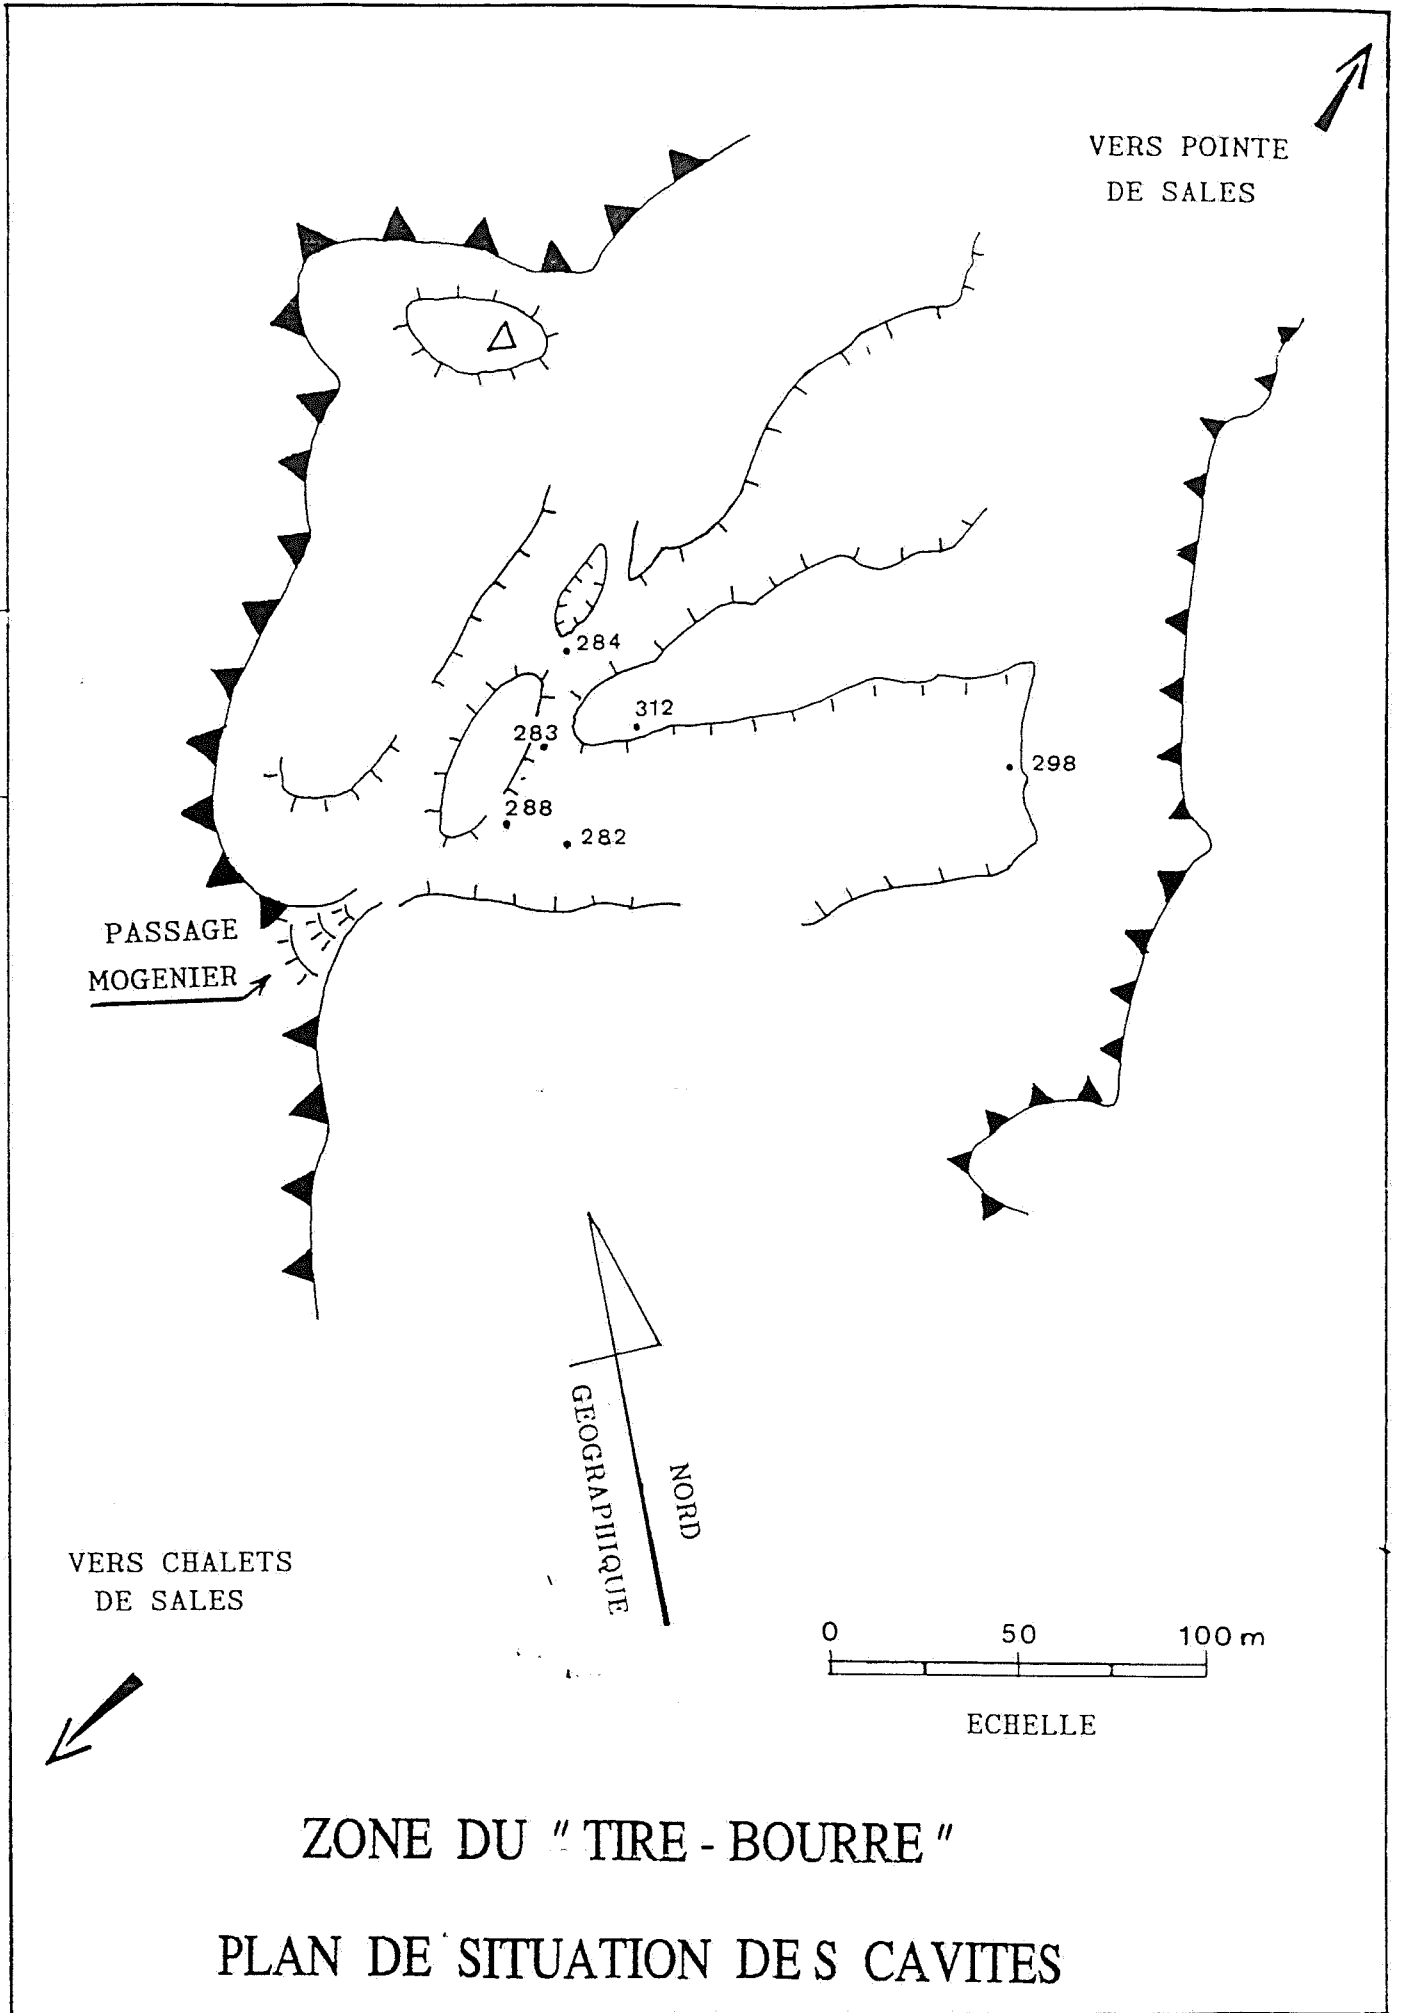 VERS POINTE
DE SALES
284
312
283
298
288
282
PASSAGE
MOGENIER
NORD
GEOGRAPHIQUE
VERS CHALETS
DE SALES
0 50 100 m
ECHELLE
ZONE DU "TIRE-BOURRE"
PLAN DE SITUATION DES CAVITES